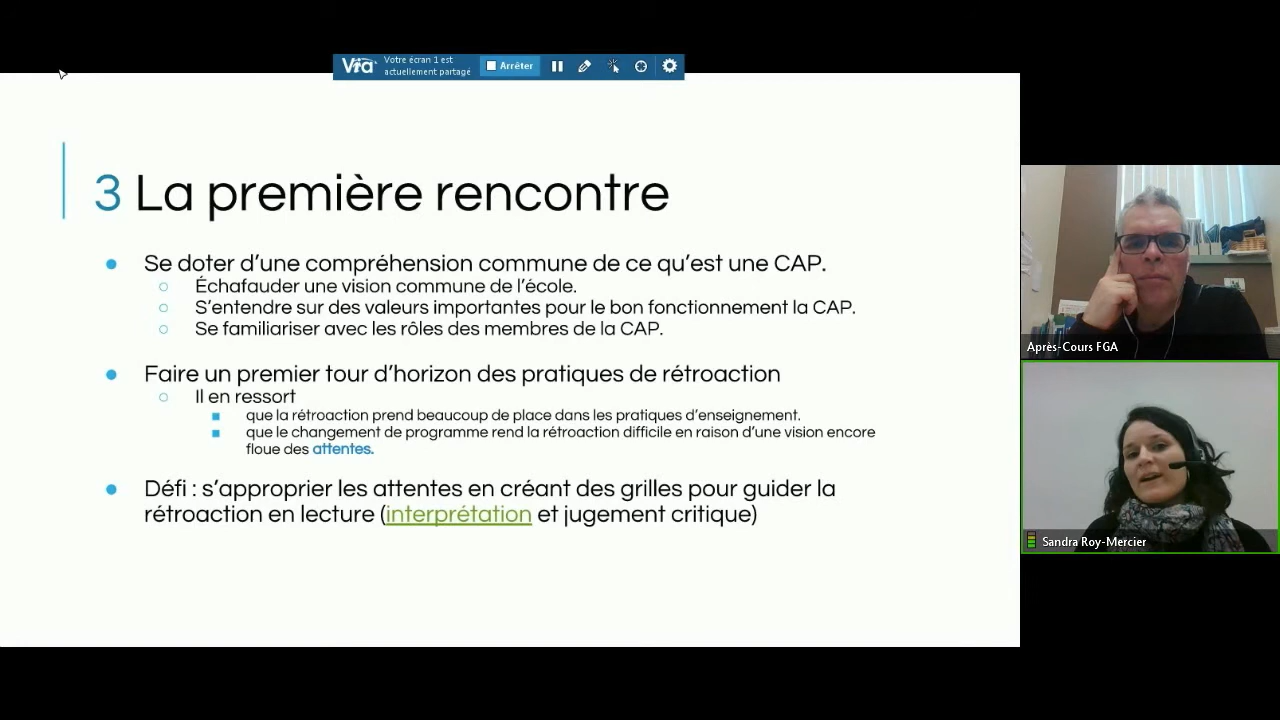 Via
Votre écran 1 est
actuellement partagé
Arrêter
3 La première rencontre
Se doter d'une compréhension commune de ce qu'est une CAP.
Échafauder une vision commune de l'école.
S'entendre sur des valeurs importantes pour le bon fonctionnement la CAP.
Se familiariser avec les rôles des membres de la CAP.
Faire un premier tour d'horizon des pratiques de rétroaction
Il en ressort
que la rétroaction prend beaucoup de place dans les pratiques d'enseignement.
que le changement de programme rend la rétroaction difficile en raison d'une vision encore
floue des attentes.
Défi : s'approprier les attentes en créant des grilles pour guider la
rétroaction en lecture (interprétation et jugement critique)
Après-Cours FGA
Sandra Roy-Mercier